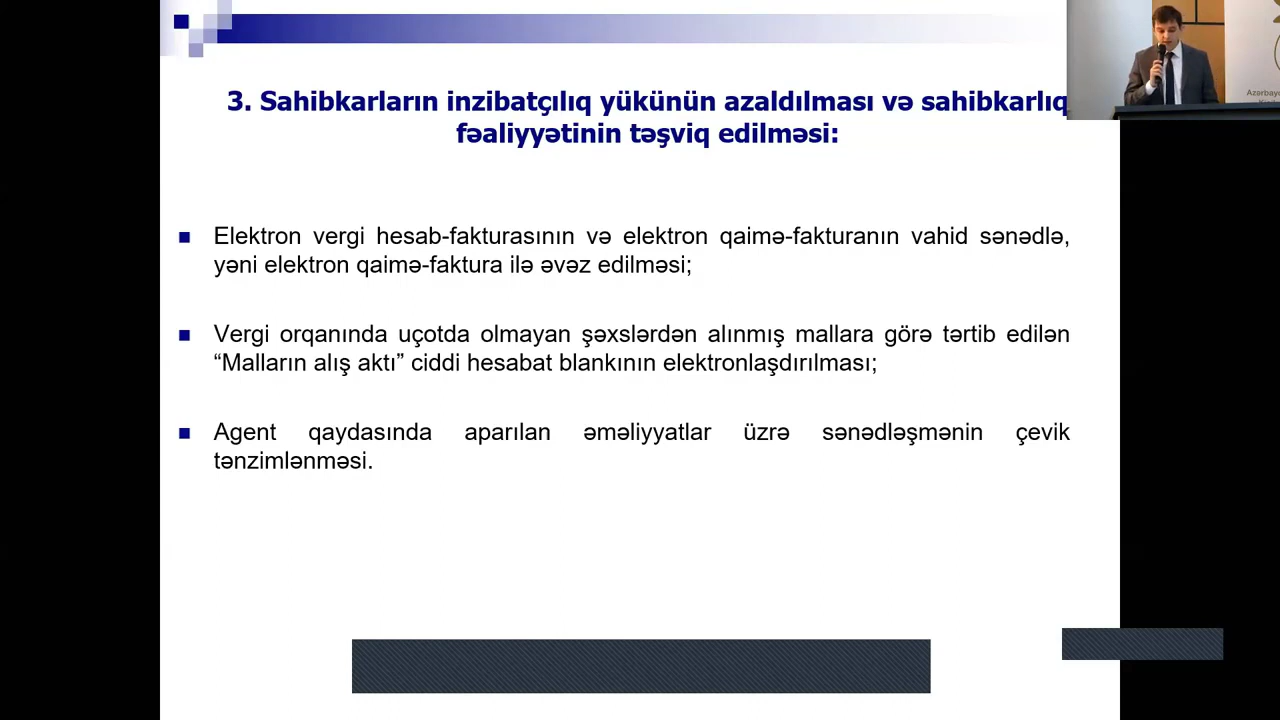 3. Sahibkarların inzibatçılıq yükünün azaldılması və sahibkarlıq
fəaliyyətinin təşviq edilməsi:
Elektron vergi hesab-fakturasının və elektron qaimə-fakturanın vahid sənədlə,
yəni elektron qaimə-faktura ilə əvəz edilməsi;
Vergi orqanında uçotda olmayan şəxslərdən alınmış mallara görə tərtib edilən
“Malların alış aktı” ciddi hesabat blankının elektronlaşdırılması;
Agent qaydasında aparılan əməliyyatlar üzrə sənədləşmənin çevik
tənzimlənməsi.